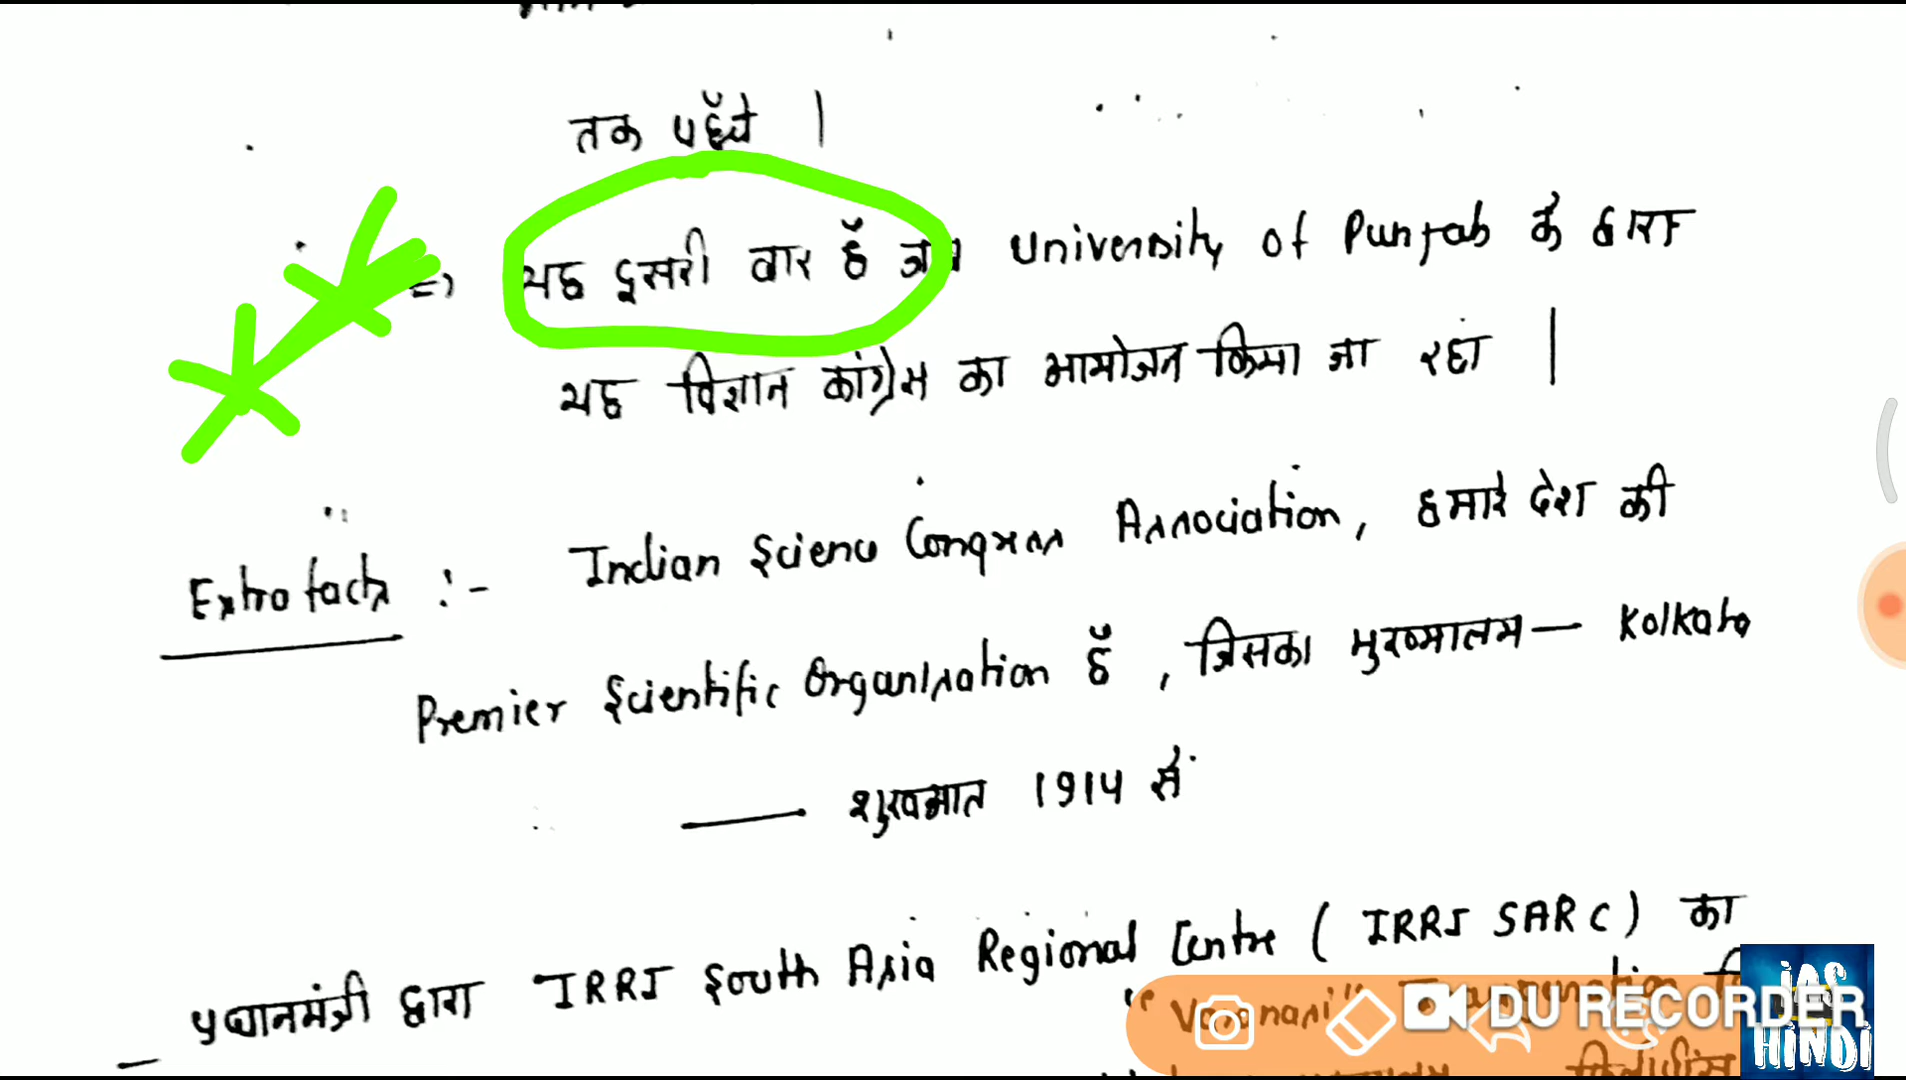 तक पहुँचे |
=> यह दूसरी बार हैं जब University of Punjab के द्वारा
यह विज्ञान कांग्रेस का आयोजन किया जा रहा |
Extra facts :- Indian Science Congress Association, हमारे देश की
Premier Scientific Organisation हैं , जिसका मुख्यालय — Kolkata
— शुरुआत 1914 से
प्रधानमंत्री द्वारा IRRI South Asia Regional Centre ( IRRI SARC) का
"Varanasi"
DU RECORDER
iAS
HiNDi